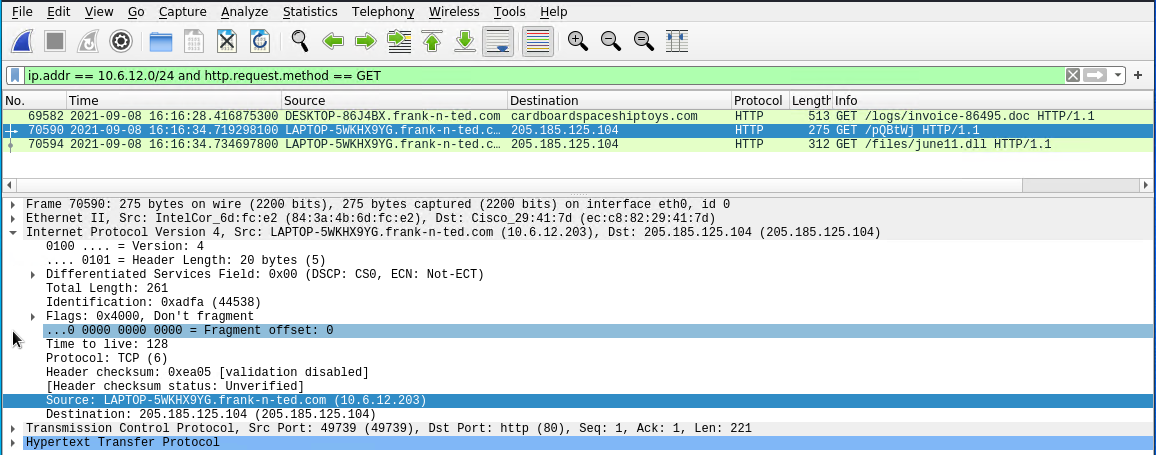 File Edit View Go Capture Analyze Statistics Telephony Wireless Tools Help
ip.addr == 10.6.12.0/24 and http.request.method == GET
No. Time Source Destination Protocol Length Info
69582 2021-09-08 16:16:28.416875300 DESKTOP-86J4BX.frank-n-ted.com cardboardspaceshiptoys.com HTTP 513 GET /logs/invoice-86495.doc HTTP/1.1
70590 2021-09-08 16:16:34.719298100 LAPTOP-5WKHX9YG.frank-n-ted.c… 205.185.125.104 HTTP 275 GET /pQBtWj HTTP/1.1
70594 2021-09-08 16:16:34.734697800 LAPTOP-5WKHX9YG.frank-n-ted.c… 205.185.125.104 HTTP 312 GET /files/june11.dll HTTP/1.1
Frame 70590: 275 bytes on wire (2200 bits), 275 bytes captured (2200 bits) on interface eth0, id 0
Ethernet II, Src: IntelCor_6d:fc:e2 (84:3a:4b:6d:fc:e2), Dst: Cisco_29:41:7d (ec:c8:82:29:41:7d)
Internet Protocol Version 4, Src: LAPTOP-5WKHX9YG.frank-n-ted.com (10.6.12.203), Dst: 205.185.125.104 (205.185.125.104)
0100 .... = Version: 4
.... 0101 = Header Length: 20 bytes (5)
Differentiated Services Field: 0x00 (DSCP: CS0, ECN: Not-ECT)
Total Length: 261
Identification: 0xadfa (44538)
Flags: 0x4000, Don't fragment
...0 0000 0000 0000 = Fragment offset: 0
Time to live: 128
Protocol: TCP (6)
Header checksum: 0xea05 [validation disabled]
[Header checksum status: Unverified]
Source: LAPTOP-5WKHX9YG.frank-n-ted.com (10.6.12.203)
Destination: 205.185.125.104 (205.185.125.104)
Transmission Control Protocol, Src Port: 49739 (49739), Dst Port: http (80), Seq: 1, Ack: 1, Len: 221
Hypertext Transfer Protocol